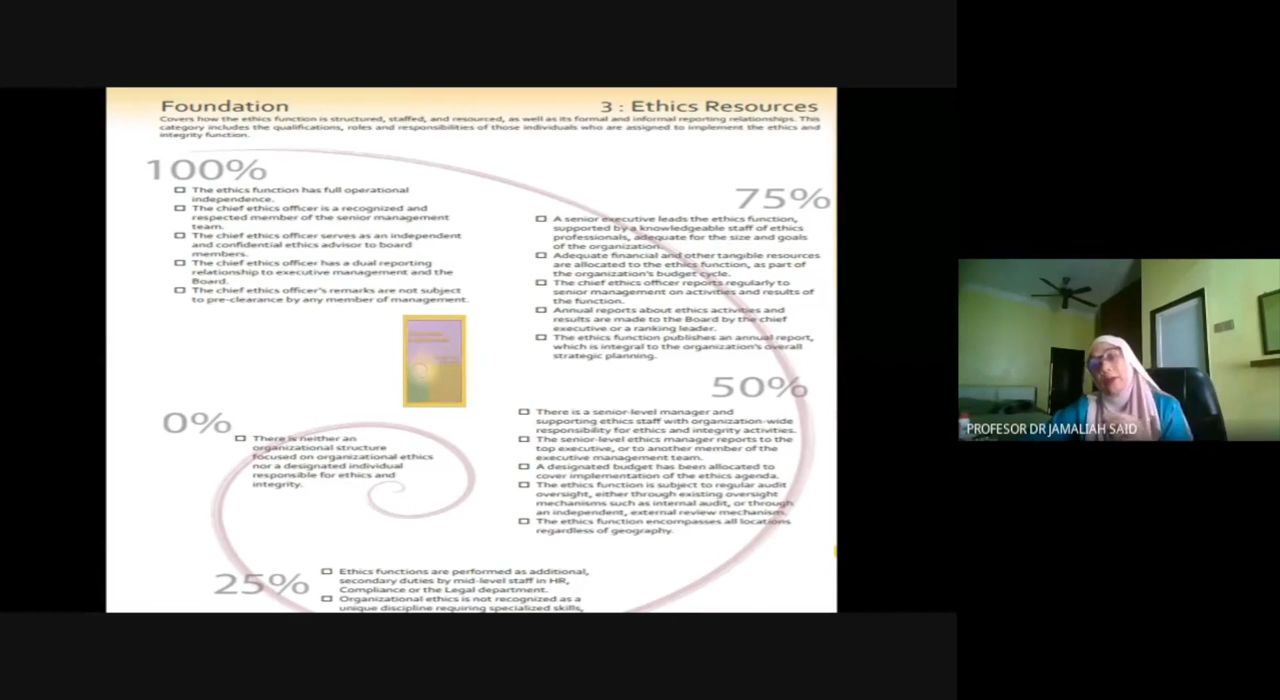 Foundation
3 : Ethics Resources
Covers how the ethics function is structured, staffed, and resourced, as well as its formal and informal reporting relationships. This
category includes the qualifications, roles and responsibilities of those individuals who are assigned to implement the ethics and
integrity function.
100%
The ethics function has full operational
independence.
The chief ethics officer is a recognized and
respected member of the senior management
team.
The chief ethics officer serves as an independent
and confidential ethics advisor to board
members.
The chief ethics officer has a dual reporting
relationship to executive management and the
Board.
The chief ethics officer's remarks are not subject
to pre-clearance by any member of management.
75%
A senior executive leads the ethics function,
supported by a knowledgeable staff of ethics
professionals, adequate for the size and goals
of the organization.
Adequate financial and other tangible resources
are allocated to the ethics function, as part of
the organization's budget cycle.
The chief ethics officer reports regularly to
senior management on activities and results of
the function.
Annual reports about ethics activities and
results are made to the Board by the chief
executive or a ranking leader.
The ethics function publishes an annual report,
which is integral to the organization's overall
strategic planning.
50%
There is a senior-level manager and
supporting ethics staff with organization-wide
responsibility for ethics and integrity activities.
The senior-level ethics manager reports to the
top executive, or to another member of the
executive management team.
A designated budget has been allocated to
cover implementation of the ethics agenda.
The ethics function is subject to regular audit
oversight, either through existing oversight
mechanisms such as internal audit, or through
an independent, external review mechanism.
The ethics function encompasses all locations
regardless of geography.
0%
There is neither an
organizational structure
focused on organizational ethics
nor a designated individual
responsible for ethics and
integrity.
25%
Ethics functions are performed as additional,
secondary duties by mid-level staff in HR,
Compliance or the Legal department.
Organizational ethics is not recognized as a
unique discipline requiring specialized skills,
PROFESOR DR JAMALIAH SAID